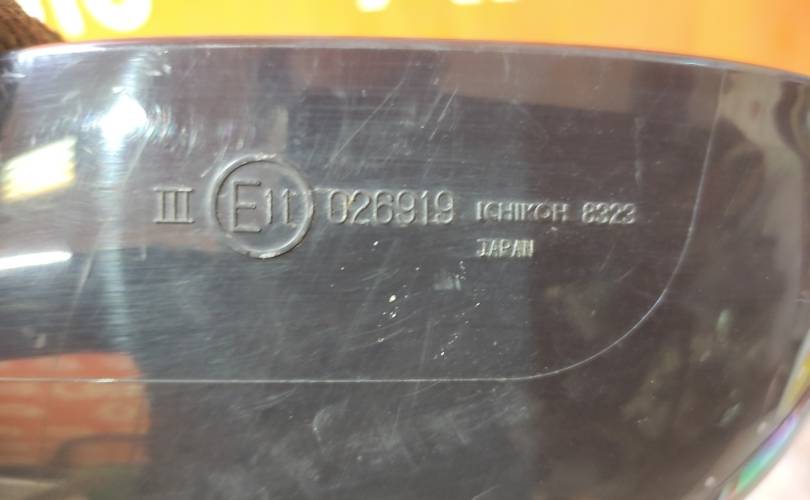 III E11 026919 ICHIKOH 8323
JAPAN